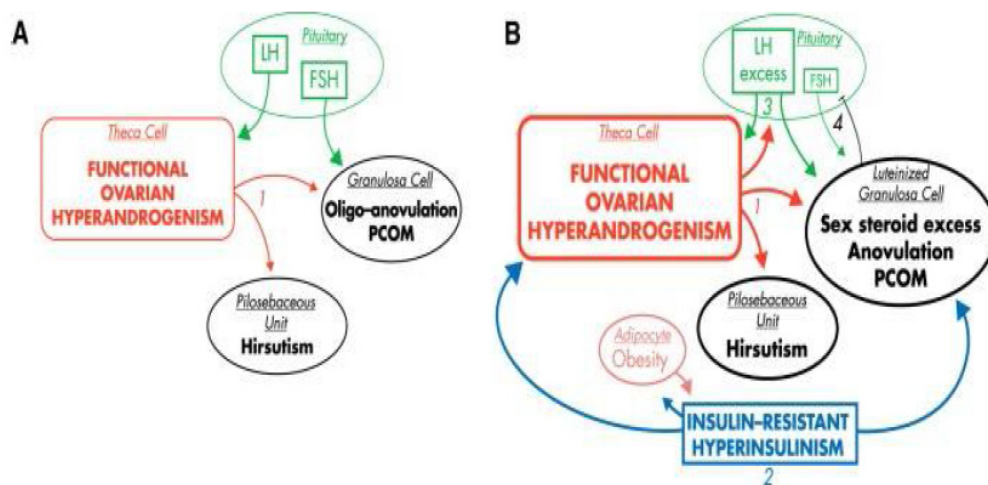 A
Pituitary
LH
FSH
Theca Cell
FUNCTIONAL
OVARIAN
HYPERANDROGENISM
1
Granulosa Cell
Oligo–anovulation
PCOM
Pilosebaceous
Unit
Hirsutism
B
Pituitary
LH
excess
FSH
3
4
Theca Cell
FUNCTIONAL
OVARIAN
HYPERANDROGENISM
1
Luteinized
Granulosa Cell
Sex steroid excess
Anovulation
PCOM
Pilosebaceous
Unit
Hirsutism
Adipocyte
Obesity
INSULIN–RESISTANT
HYPERINSULINISM
2